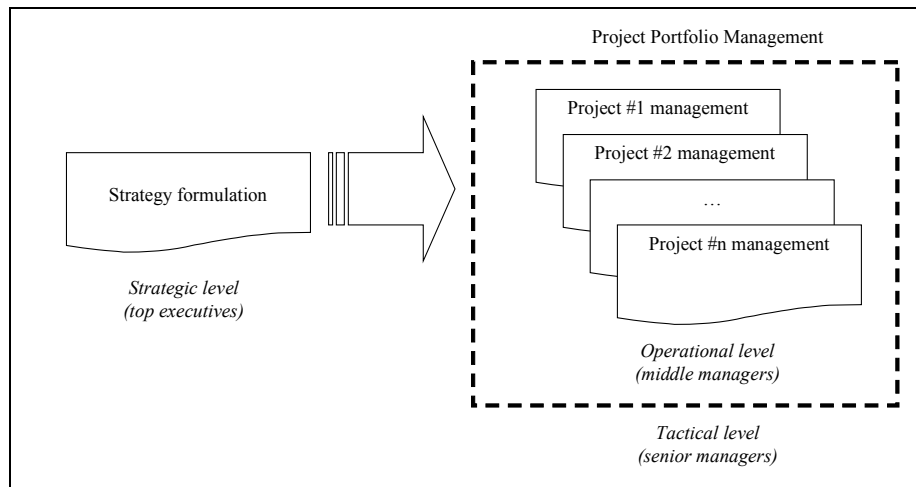 Project Portfolio Management
Project #1 management
Project #2 management
…
Project #n management
Strategy formulation
Strategic level
(top executives)
Operational level
(middle managers)
Tactical level
(senior managers)